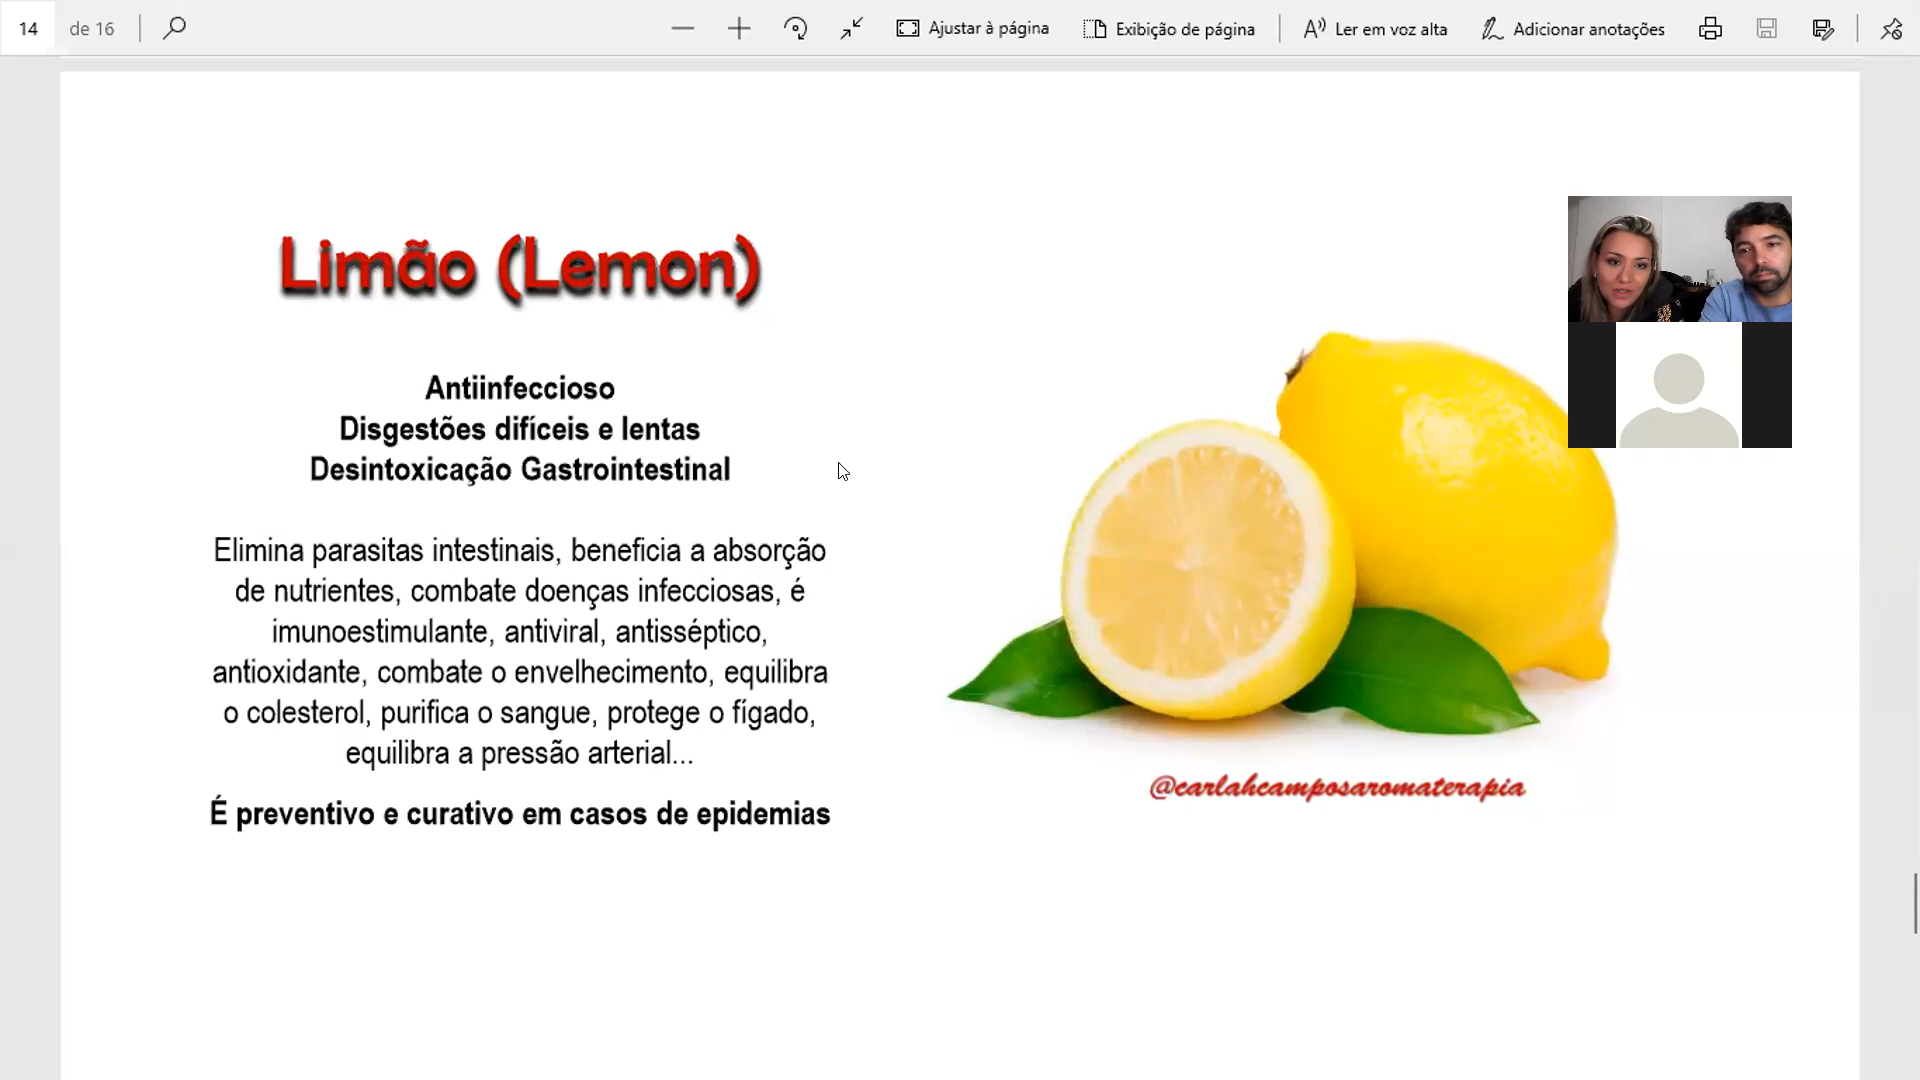 14 de 16 Ajustar à página Exibição de página Ler em voz alta Adicionar anotações
Limão (Lemon)
Antiinfeccioso
Disgestões difíceis e lentas
Desintoxicação Gastrointestinal
Elimina parasitas intestinais, beneficia a absorção
de nutrientes, combate doenças infecciosas, é
imunoestimulante, antiviral, antisséptico,
antioxidante, combate o envelhecimento, equilibra
o colesterol, purifica o sangue, protege o fígado,
equilibra a pressão arterial...
É preventivo e curativo em casos de epidemias
@carlahcamposaromaterapia